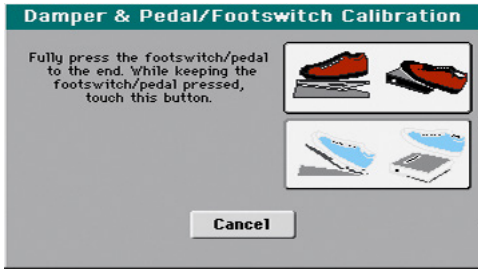 Damper & Pedal/Footswitch Calibration
Fully press the footswitch/pedal
to the end. While keeping the
footswitch/pedal pressed,
touch this button.
Cancel